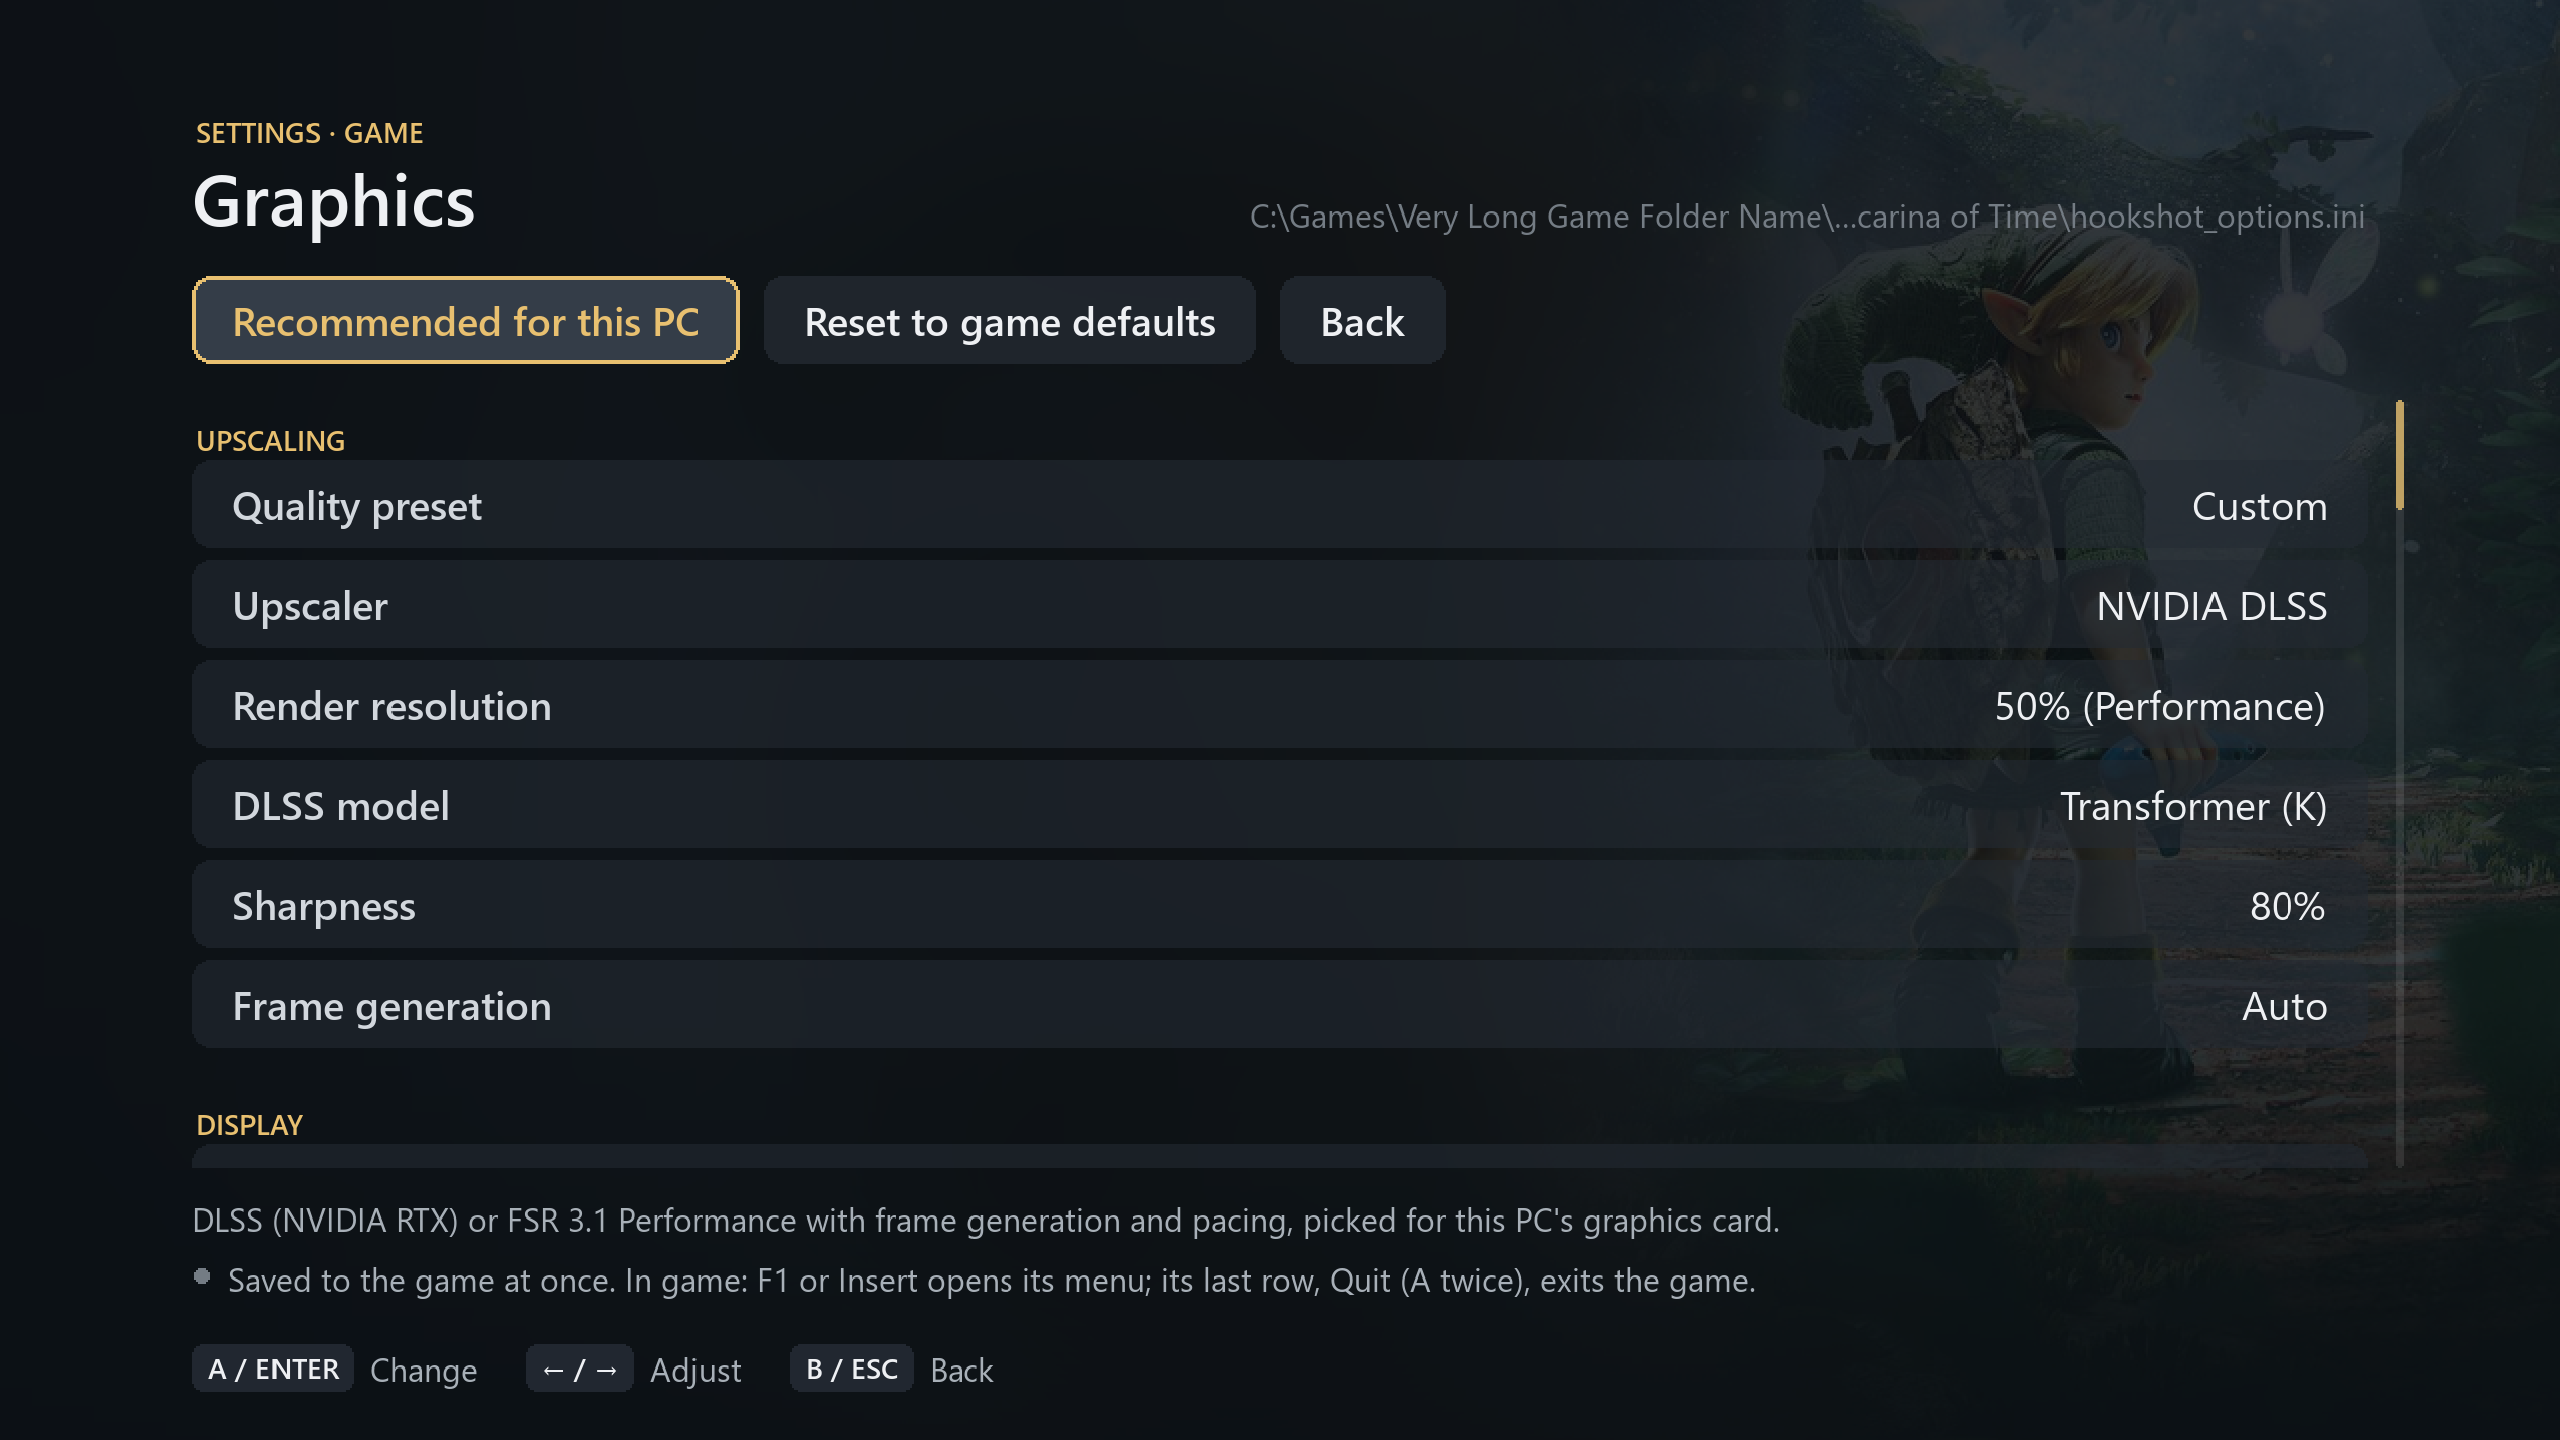 SETTINGS · GAME
Graphics
C:\Games\Very Long Game Folder Name\...carina of Time\hookshot_options.ini
Recommended for this PC
Reset to game defaults
Back
UPSCALING
Quality preset
Custom
Upscaler
NVIDIA DLSS
Render resolution
50% (Performance)
DLSS model
Transformer (K)
Sharpness
80%
Frame generation
Auto
DISPLAY
DLSS (NVIDIA RTX) or FSR 3.1 Performance with frame generation and pacing, picked for this PC's graphics card.
Saved to the game at once. In game: F1 or Insert opens its menu; its last row, Quit (A twice), exits the game.
A / ENTER Change ← / → Adjust B / ESC Back